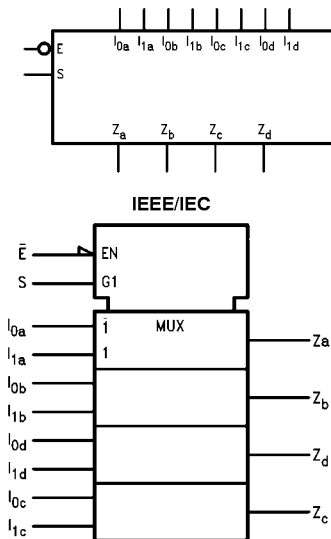 E I0a I1a I0b I1b I0c I1c I0d I1d
S
Za Zb Zc Zd
IEEE/IEC
Ē EN
S G1
I0a 1̄ MUX Za
I1a 1
I0b Zb
I1b
I0d Zd
I1d
I0c Zc
I1c